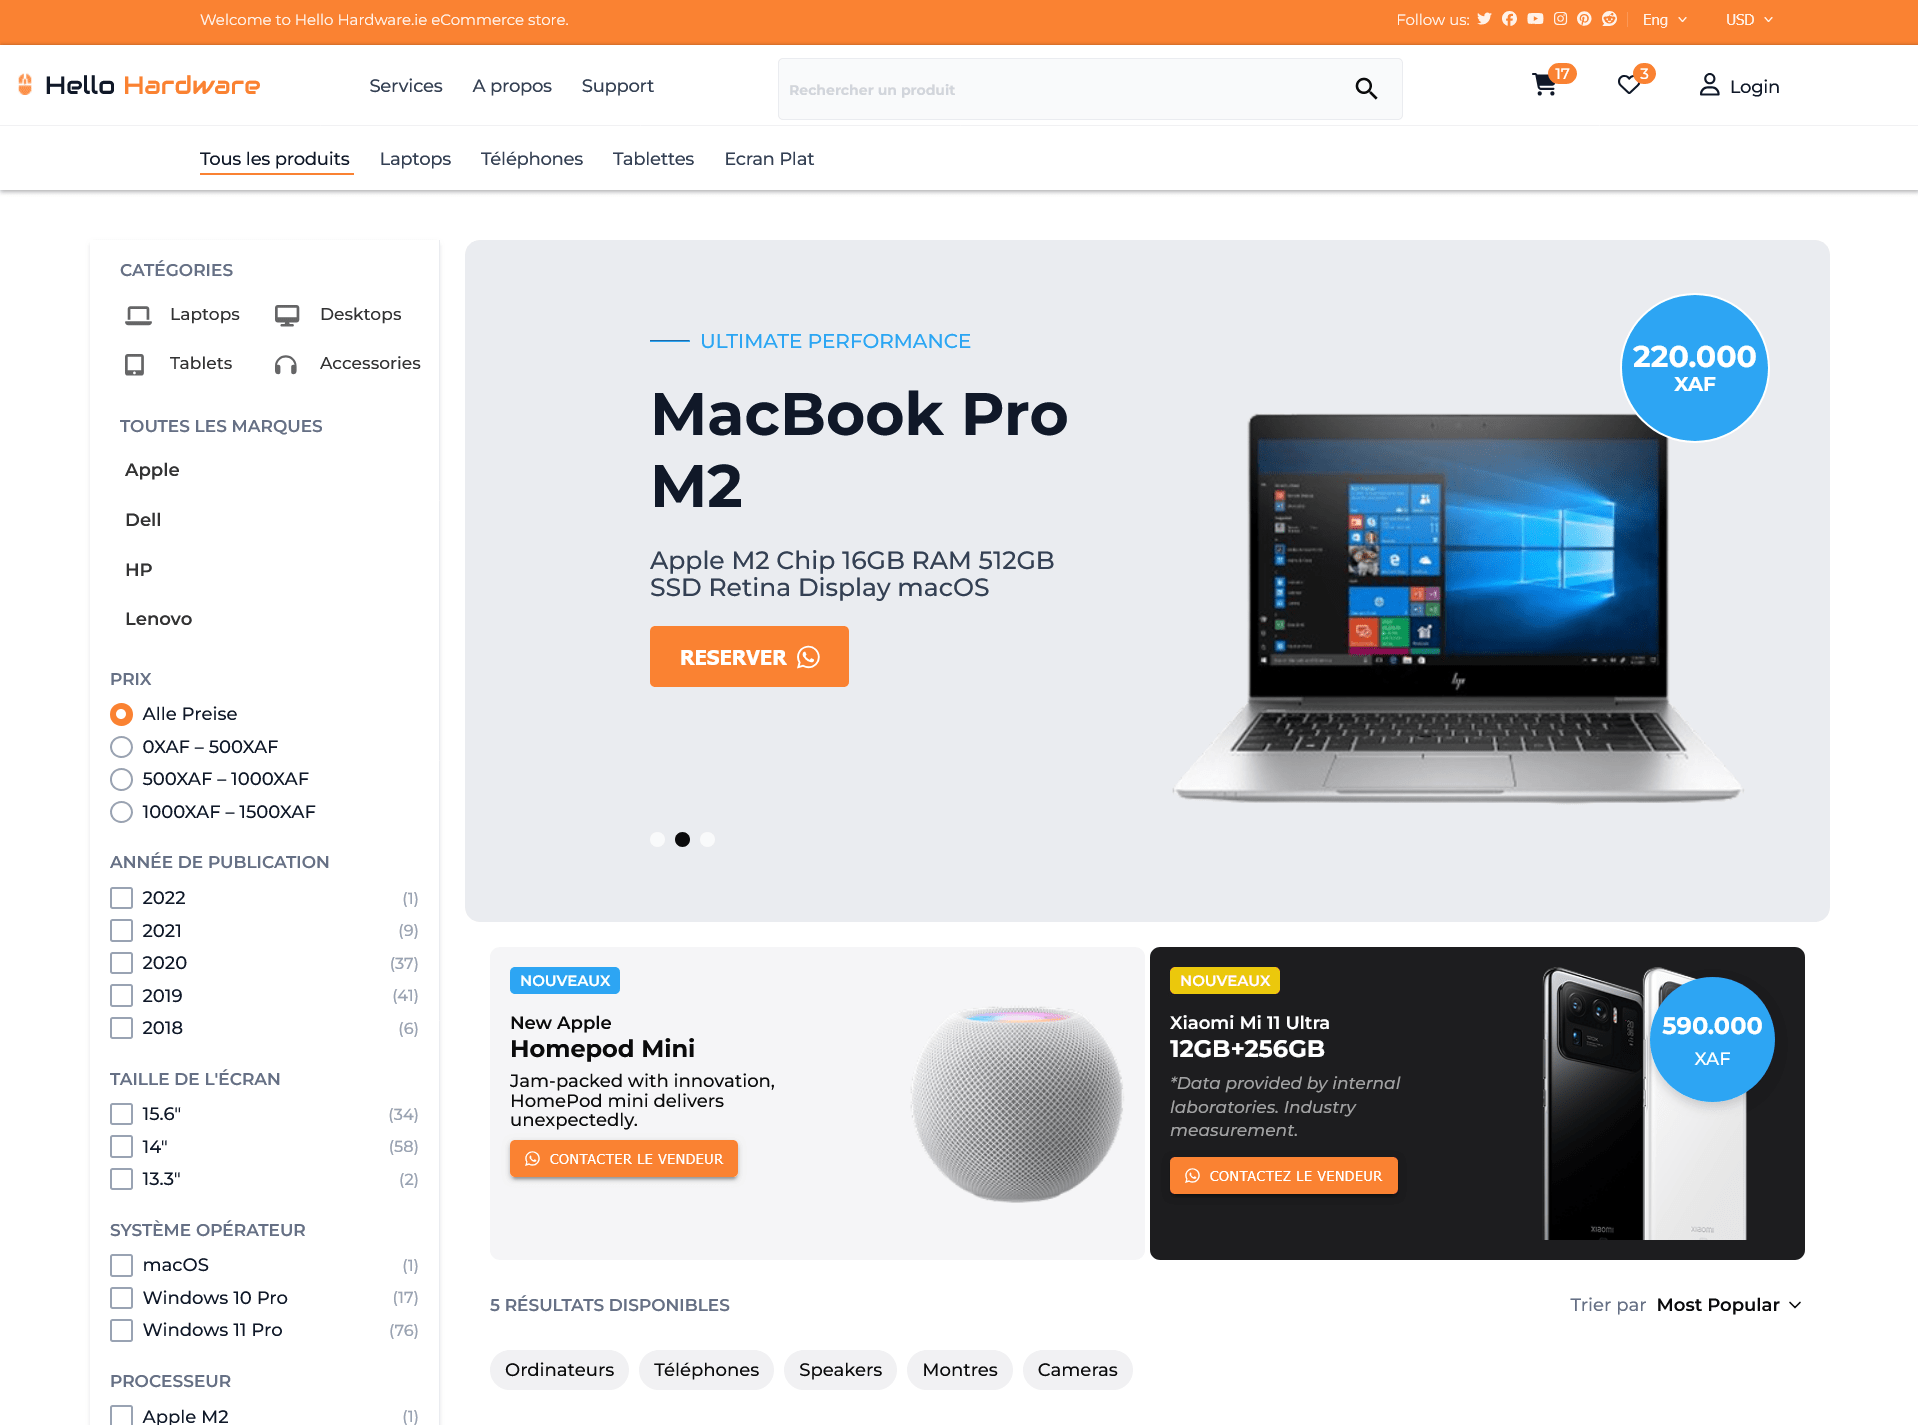 Welcome to Hello Hardware.ie eCommerce store.
Follow us:
Eng
USD
Hello Hardware
Services
A propos
Support
Rechercher un produit
17
3
Login
Tous les produits
Laptops
Téléphones
Tablettes
Ecran Plat
CATÉGORIES
Laptops
Desktops
Tablets
Accessories
TOUTES LES MARQUES
Apple
Dell
HP
Lenovo
PRIX
Alle Preise
0XAF – 500XAF
500XAF – 1000XAF
1000XAF – 1500XAF
ANNÉE DE PUBLICATION
2022 (1)
2021 (9)
2020 (37)
2019 (41)
2018 (6)
TAILLE DE L'ÉCRAN
15.6" (34)
14" (58)
13.3" (2)
SYSTÈME OPÉRATEUR
macOS (1)
Windows 10 Pro (17)
Windows 11 Pro (76)
PROCESSEUR
Apple M2 (1)
ULTIMATE PERFORMANCE
MacBook Pro
M2
Apple M2 Chip 16GB RAM 512GB
SSD Retina Display macOS
RESERVER
220.000
XAF
hp
NOUVEAUX
New Apple
Homepod Mini
Jam-packed with innovation,
HomePod mini delivers
unexpectedly.
CONTACTER LE VENDEUR
NOUVEAUX
Xiaomi Mi 11 Ultra
12GB+256GB
*Data provided by internal
laboratories. Industry
measurement.
CONTACTEZ LE VENDEUR
590.000
XAF
xiaomi
xiaomi
5 RÉSULTATS DISPONIBLES
Trier par Most Popular
Ordinateurs
Téléphones
Speakers
Montres
Cameras